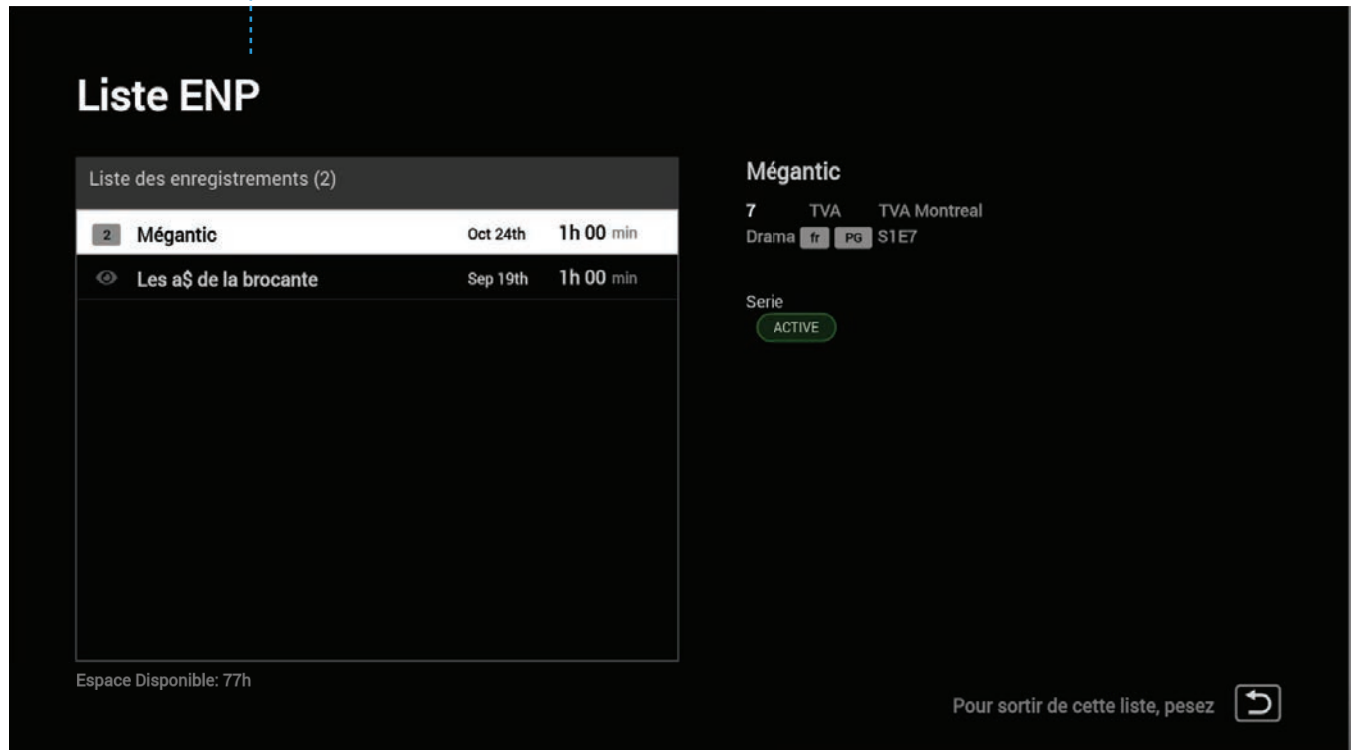 Liste ENP
Liste des enregistrements (2)
2 Mégantic Oct 24th 1h 00 min
Les a$ de la brocante Sep 19th 1h 00 min
Espace Disponible: 77h
Mégantic
7 TVA TVA Montreal
Drama fr PG S1E7
Serie
ACTIVE
Pour sortir de cette liste, pesez